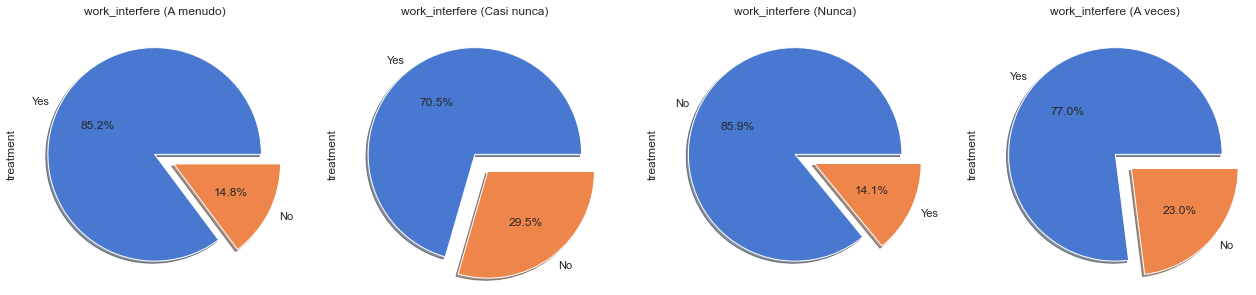 work_interfere (A menudo)
treatment
Yes
85.2%
14.8%
No
work_interfere (Casi nunca)
treatment
Yes
70.5%
29.5%
No
work_interfere (Nunca)
treatment
No
85.9%
14.1%
Yes
work_interfere (A veces)
treatment
Yes
77.0%
23.0%
No